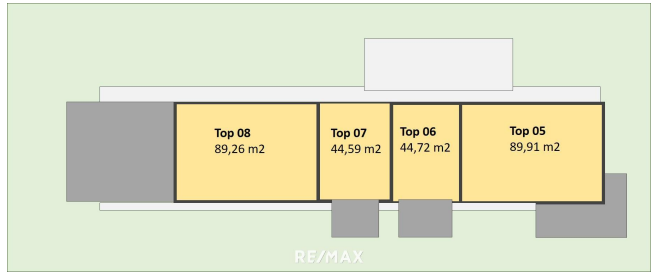 Top 08
89,26 m2
Top 07
44,59 m2
Top 06
44,72 m2
Top 05
89,91 m2
RE/MAX